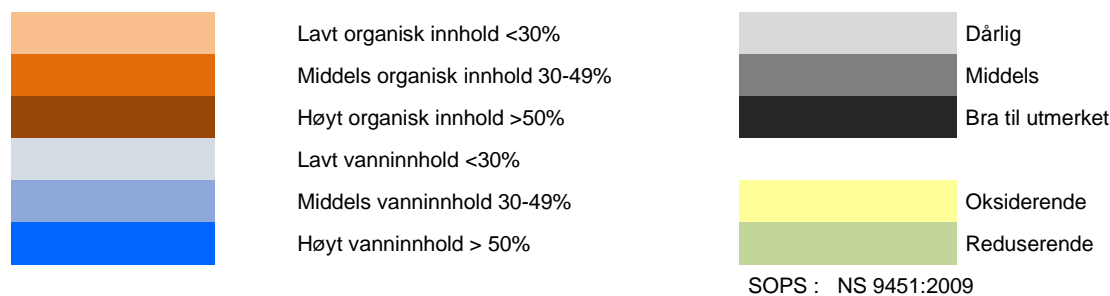 Lavt organisk innhold <30%
Middels organisk innhold 30-49%
Høyt organisk innhold >50%
Lavt vanninnhold <30%
Middels vanninnhold 30-49%
Høyt vanninnhold > 50%
Dårlig
Middels
Bra til utmerket
Oksiderende
Reduserende
SOPS : NS 9451:2009